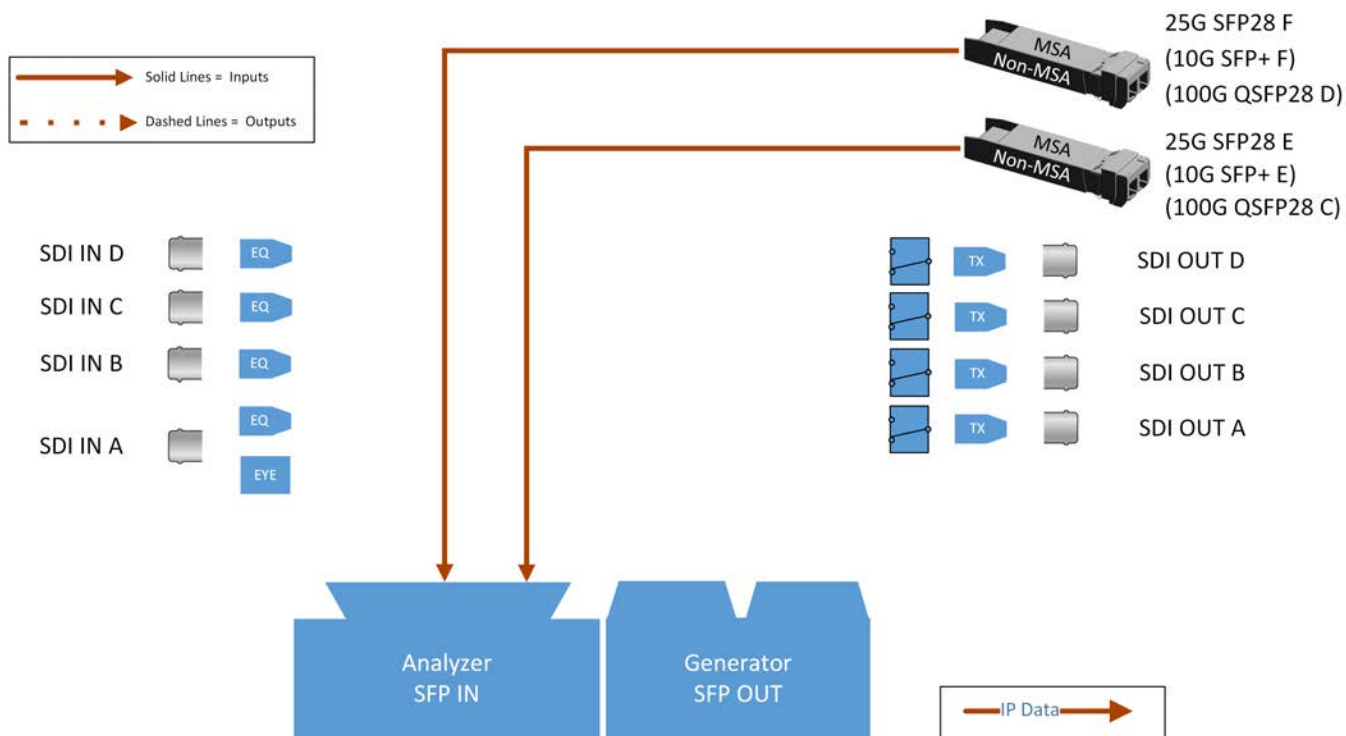 25G SFP28 F
(10G SFP+ F)
(100G QSFP28 D)
MSA
Non-MSA
Solid Lines = Inputs
Dashed Lines = Outputs
25G SFP28 E
(10G SFP+ E)
(100G QSFP28 C)
MSA
Non-MSA
SDI IN D
EQ
TX
SDI OUT D
SDI IN C
EQ
TX
SDI OUT C
SDI IN B
EQ
TX
SDI OUT B
SDI IN A
EQ
EYE
TX
SDI OUT A
Analyzer
SFP IN
Generator
SFP OUT
IP Data